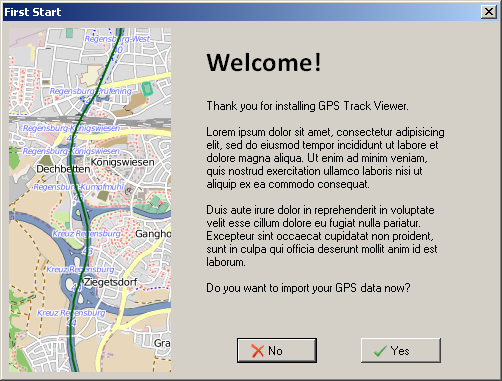 First Start
Welcome!
Thank you for installing GPS Track Viewer.
Lorem ipsum dolor sit amet, consectetur adipisicing
elit, sed do eiusmod tempor incididunt ut labore et
dolore magna aliqua. Ut enim ad minim veniam,
quis nostrud exercitation ullamco laboris nisi ut
aliquip ex ea commodo consequat.
Duis aute irure dolor in reprehenderit in voluptate
velit esse cillum dolore eu fugiat nulla pariatur.
Excepteur sint occaecat cupidatat non proident,
sunt in culpa qui officia deserunt mollit anim id est
laborum.
Do you want to import your GPS data now?
No
Yes
Regensburg-West
Regensburg-Prüfening
Regensburg-Königswiesen
Königswiesen
Dechbetten
Regensburg-Kumpfmühl
Gangho
Kreuz Regensburg
Kreuz Regensburg
Ziegetsdorf
Kreuz Regensburg
Gra